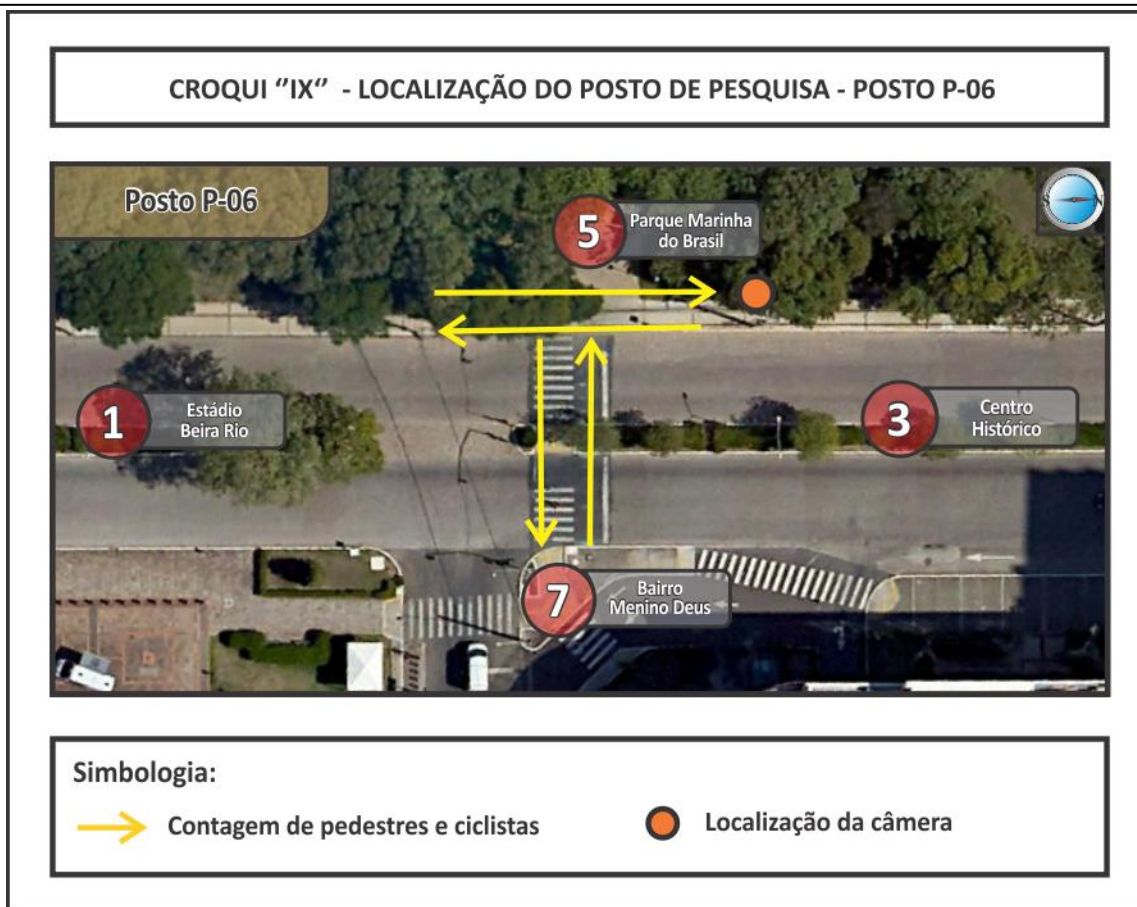 CROQUI ‘’IX‘’ - LOCALIZAÇÃO DO POSTO DE PESQUISA - POSTO P-06
Posto P-06
S
N
5
Parque Marinha
do Brasil
1
Estádio
Beira Rio
3
Centro
Histórico
7
Bairro
Menino Deus
Simbologia:
Contagem de pedestres e ciclistas
Localização da câmera